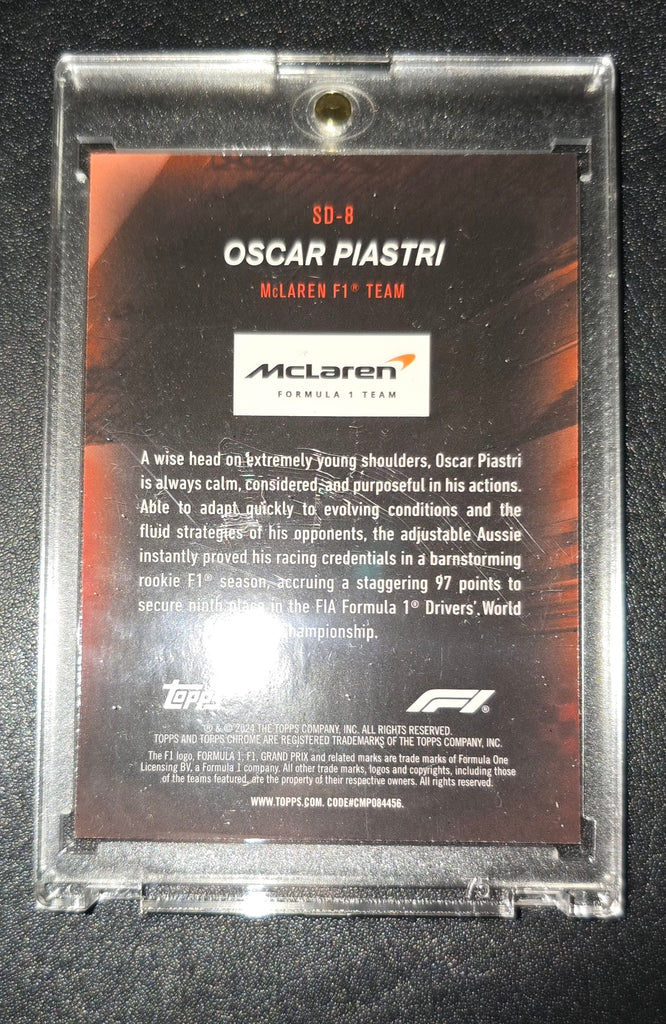 SD-8
OSCAR PIASTRI
McLAREN F1® TEAM
McLaren
FORMULA 1 TEAM
A wise head on extremely young shoulders, Oscar Piastri
is always calm, considered, and purposeful in his actions.
Able to adapt quickly to evolving conditions and the
fluid strategies of his opponents, the adjustable Aussie
instantly proved his racing credentials in a barnstorming
rookie F1® season, accruing a staggering 97 points to
secure ninth place in the FIA Formula 1® Drivers' World
Championship.
Topps
F1®
® & © 2024 THE TOPPS COMPANY, INC. ALL RIGHTS RESERVED.
TOPPS AND TOPPS CHROME ARE REGISTERED TRADEMARKS OF THE TOPPS COMPANY, INC.
The F1 logo, FORMULA 1, F1, GRAND PRIX and related marks are trade marks of Formula One
Licensing BV, a Formula 1 company. All other trade marks, logos and copyrights, including those
of the teams featured, are the property of their respective owners. All rights reserved.
WWW.TOPPS.COM. CODE#CMP084456.